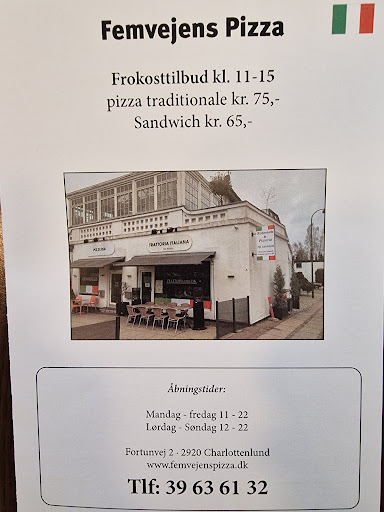 Femvejens Pizza
Frokosttilbud kl. 11-15
pizza traditionale kr. 75,-
Sandwich kr. 65,-
PIZZERIA
TRATTORIA ITALIANA
Åbningstider:
Mandag - fredag 11 - 22
Lørdag - Søndag 12 - 22
Fortunvej 2 - 2920 Charlottenlund
www.femvejenspizza.dk
Tlf: 39 63 61 32